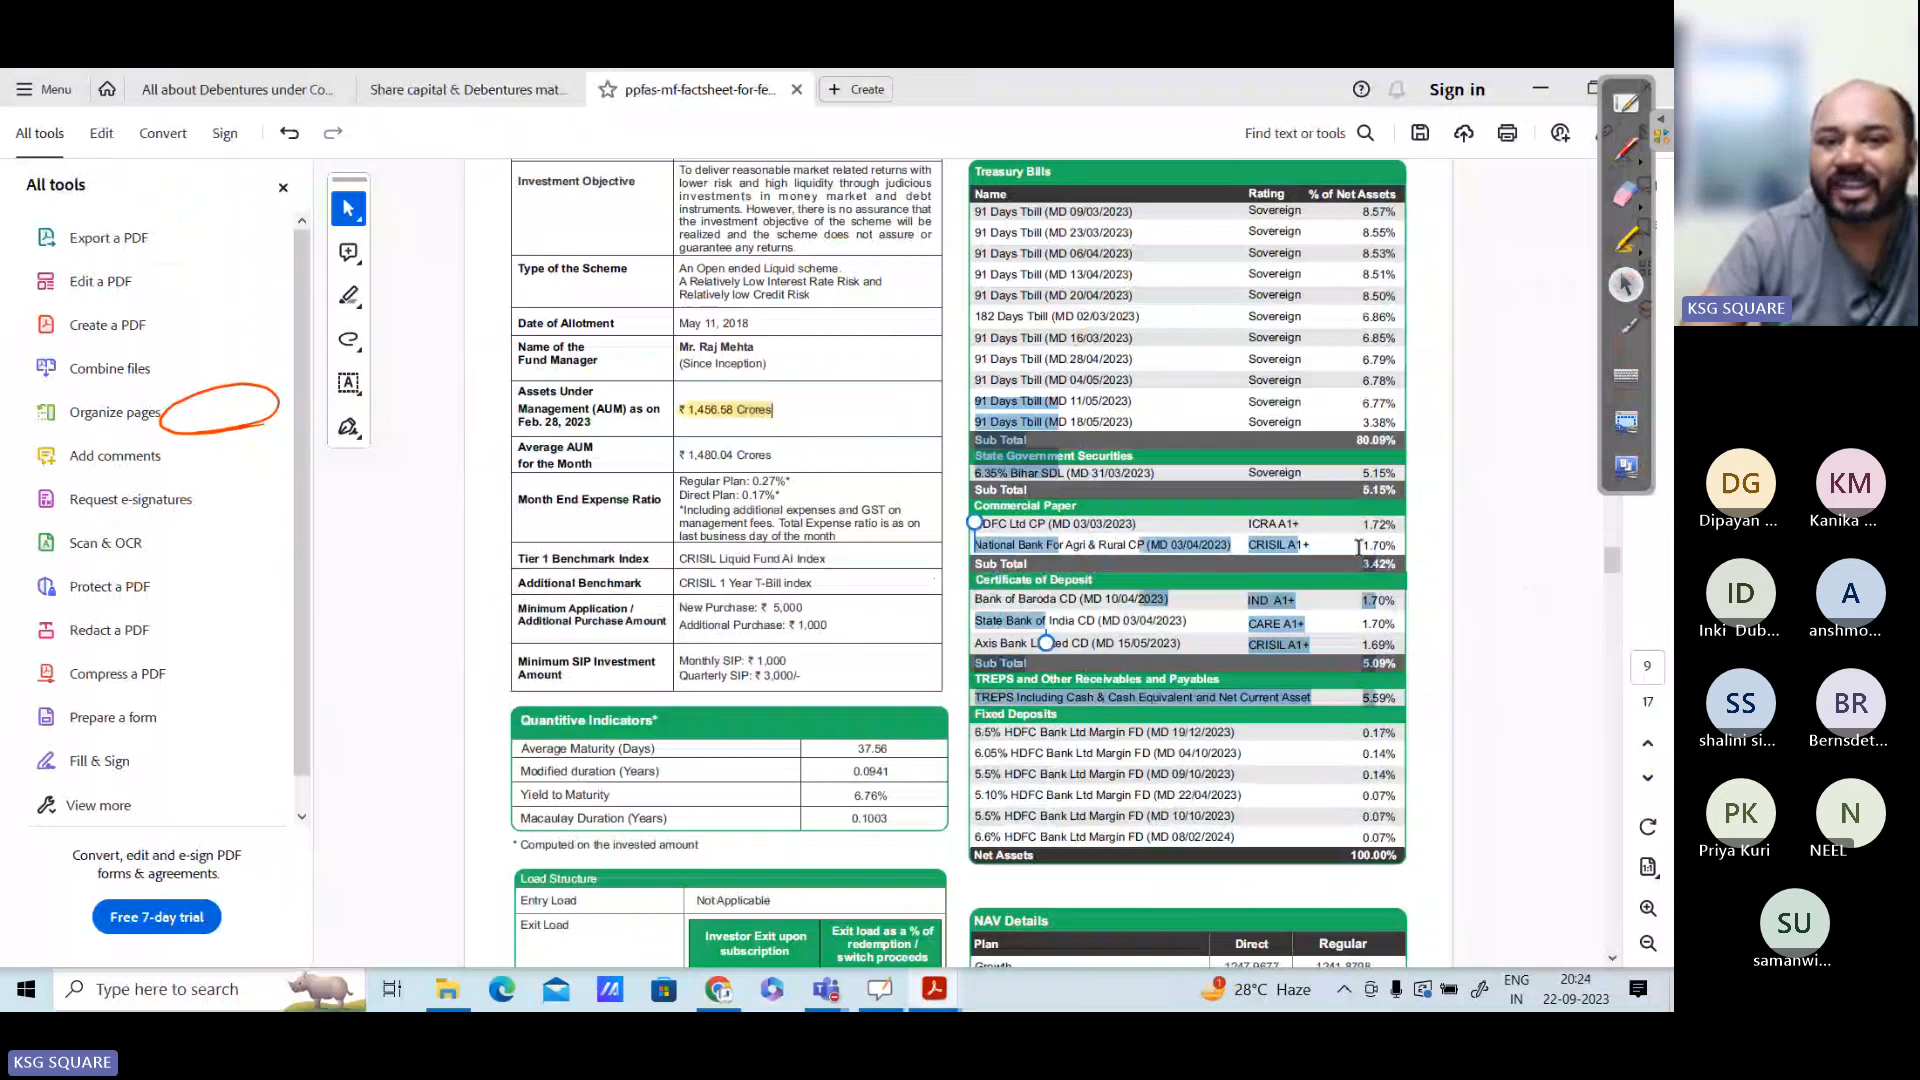 Menu
All about Debentures under Co...
Share capital & Debentures mat...
ppfas-mf-factsheet-for-fe...
Create
Sign in
All tools
Edit
Convert
Sign
Find text or tools
All tools
Export a PDF
Edit a PDF
Create a PDF
Combine files
Organize pages
Add comments
Request e-signatures
Scan & OCR
Protect a PDF
Redact a PDF
Compress a PDF
Prepare a form
Fill & Sign
View more
Convert, edit and e-sign PDF
forms & agreements.
Free 7-day trial
Investment Objective
To deliver reasonable market related returns with
lower risk and high liquidity through judicious
investments in money market and debt
instruments. However, there is no assurance that
the investment objective of the scheme will be
realized and the scheme does not assure or
guarantee any returns.
Type of the Scheme
An Open ended Liquid scheme.
A Relatively Low Interest Rate Risk and
Relatively low Credit Risk
Date of Allotment
May 11, 2018
Name of the
Fund Manager
Mr. Raj Mehta
(Since Inception)
Assets Under
Management (AUM) as on
Feb. 28, 2023
₹ 1,456.58 Crores
Average AUM
for the Month
₹ 1,480.04 Crores
Month End Expense Ratio
Regular Plan: 0.27%*
Direct Plan: 0.17%*
*Including additional expenses and GST on
management fees. Total Expense ratio is as on
last business day of the month
Tier 1 Benchmark Index
CRISIL Liquid Fund AI Index
Additional Benchmark
CRISIL 1 Year T-Bill index
Minimum Application /
Additional Purchase Amount
New Purchase: ₹ 5,000
Additional Purchase: ₹ 1,000
Minimum SIP Investment
Amount
Monthly SIP: ₹ 1,000
Quarterly SIP: ₹ 3,000/-
Quantitive Indicators*
Average Maturity (Days) 37.56
Modified duration (Years) 0.0941
Yield to Maturity 6.76%
Macaulay Duration (Years) 0.1003
* Computed on the invested amount
Load Structure
Entry Load Not Applicable
Exit Load
Investor Exit upon
subscription
Exit load as a % of
redemption /
switch proceeds
Treasury Bills
Name Rating % of Net Assets
91 Days Tbill (MD 09/03/2023) Sovereign 8.57%
91 Days Tbill (MD 23/03/2023) Sovereign 8.55%
91 Days Tbill (MD 06/04/2023) Sovereign 8.53%
91 Days Tbill (MD 13/04/2023) Sovereign 8.51%
91 Days Tbill (MD 20/04/2023) Sovereign 8.50%
182 Days Tbill (MD 02/03/2023) Sovereign 6.86%
91 Days Tbill (MD 16/03/2023) Sovereign 6.85%
91 Days Tbill (MD 28/04/2023) Sovereign 6.79%
91 Days Tbill (MD 04/05/2023) Sovereign 6.78%
91 Days Tbill (MD 11/05/2023) Sovereign 6.77%
91 Days Tbill (MD 18/05/2023) Sovereign 3.38%
Sub Total 80.09%
State Government Securities
6.35% Bihar SDL (MD 31/03/2023) Sovereign 5.15%
Sub Total 5.15%
Commercial Paper
DFC Ltd CP (MD 03/03/2023) ICRA A1+ 1.72%
National Bank For Agri & Rural CP (MD 03/04/2023) CRISIL A1+ 1.70%
Sub Total 3.42%
Certificate of Deposit
Bank of Baroda CD (MD 10/04/2023) IND A1+ 1.70%
State Bank of India CD (MD 03/04/2023) CARE A1+ 1.70%
Axis Bank L ed CD (MD 15/05/2023) CRISIL A1+ 1.69%
Sub Total 5.09%
TREPS and Other Receivables and Payables
TREPS Including Cash & Cash Equivalent and Net Current Asset 5.59%
Fixed Deposits
6.5% HDFC Bank Ltd Margin FD (MD 19/12/2023) 0.17%
6.05% HDFC Bank Ltd Margin FD (MD 04/10/2023) 0.14%
5.5% HDFC Bank Ltd Margin FD (MD 09/10/2023) 0.14%
5.10% HDFC Bank Ltd Margin FD (MD 22/04/2023) 0.07%
5.5% HDFC Bank Ltd Margin FD (MD 10/10/2023) 0.07%
6.6% HDFC Bank Ltd Margin FD (MD 08/02/2024) 0.07%
Net Assets 100.00%
NAV Details
Plan Direct Regular
9
17
KSG SQUARE
DG
Dipayan ...
KM
Kanika ...
ID
Inki Dub...
A
anshmo...
SS
shalini si...
BR
Bernsdet...
PK
Priya Kuri
N
NEEL
SU
samanwi...
Type here to search
1
28°C Haze
ENG
IN
20:24
22-09-2023
KSG SQUARE